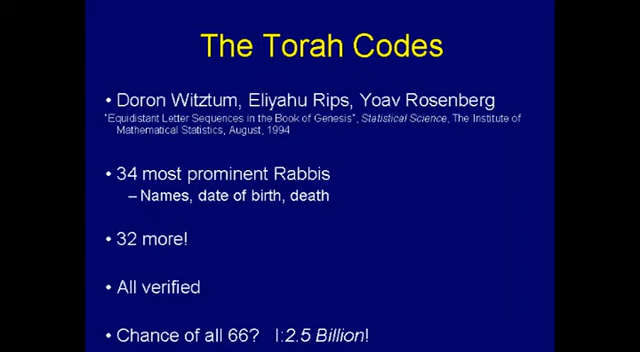 The Torah Codes
• Doron Witztum, Eliyahu Rips, Yoav Rosenberg
"Equidistant Letter Sequences in the Book of Genesis", Statistical Science, The Institute of
Mathematical Statistics, August, 1994
• 34 most prominent Rabbis
– Names, date of birth, death
• 32 more!
• All verified
• Chance of all 66? I:2.5 Billion!